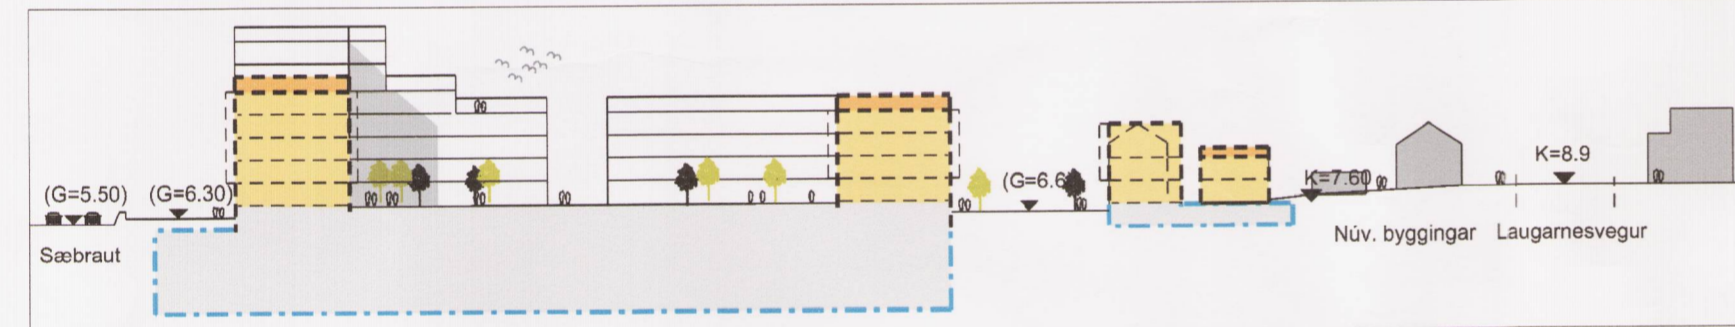 (G=5.50)
(G=6.30)
(G=6.6
K=7.60
K=8.9
Sæbraut
Núv. byggingar
Laugarnesvegur